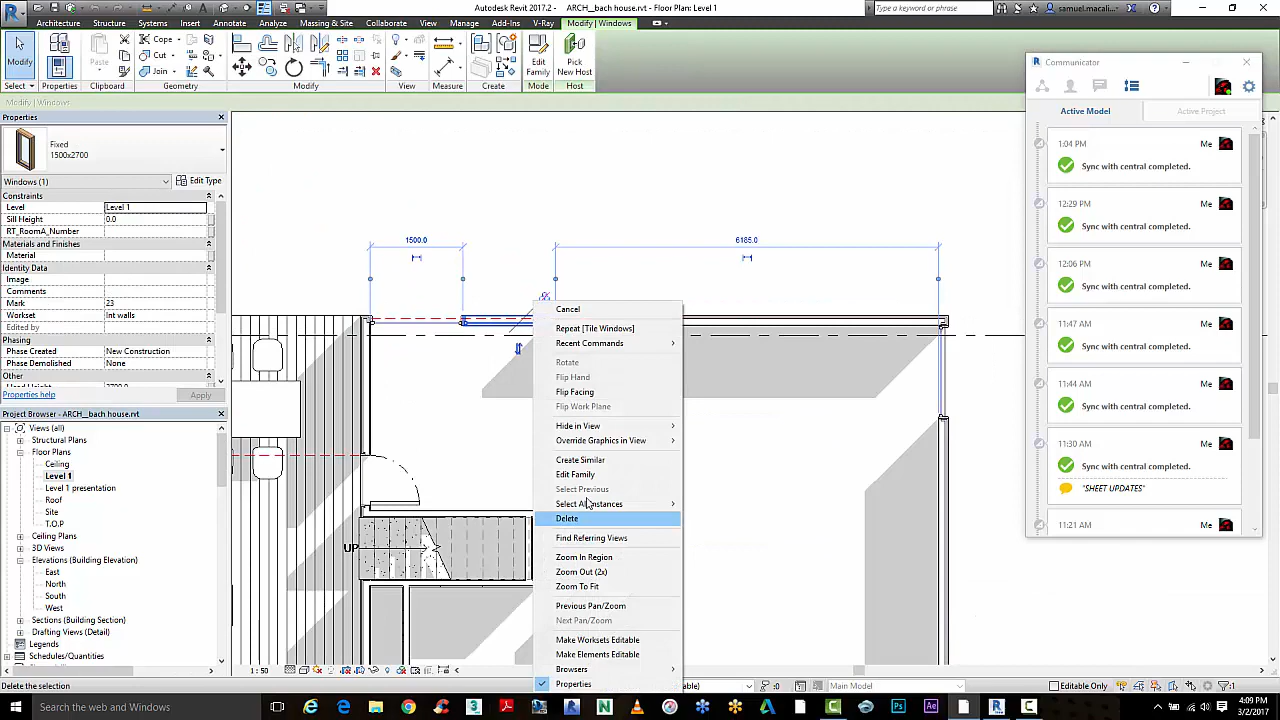 Autodesk Revit 2017.2 - ARCH__bach house.rvt - Floor Plan: Level 1
Type a keyword or phrase
samuel.macali...
Architecture Structure Systems Insert Annotate Analyze Massing & Site Collaborate View Manage Add-Ins V-Ray Modify | Windows
Modify
Paste
Cope
Cut
Join
Edit Family
Pick New Host
Select Properties Clipboard Geometry Modify View Measure Create Mode Host
Modify | Windows
Properties
Fixed
1500x2700
Windows (1)
Edit Type
Constraints
Level Level 1
Sill Height 0.0
RT_RoomA_Number
Materials and Finishes
Material
Identity Data
Image
Comments
Mark 23
Workset Int walls
Edited by
Phasing
Phase Created New Construction
Phase Demolished None
Other
Properties help
Apply
Project Browser - ARCH__bach house.rvt
Views (all)
Structural Plans
Floor Plans
Ceiling
Level 1
Level 1 presentation
Roof
Site
T.O.P
Ceiling Plans
3D Views
Elevations (Building Elevation)
East
North
South
West
Sections (Building Section)
Drafting Views (Detail)
Legends
Schedules/Quantities
1500.0
6185.0
UP
Cancel
Repeat [Tile Windows]
Recent Commands
Rotate
Flip Hand
Flip Facing
Flip Work Plane
Hide in View
Override Graphics in View
Create Similar
Edit Family
Select Previous
Select All Instances
Delete
Find Referring Views
Zoom In Region
Zoom Out (2x)
Zoom To Fit
Previous Pan/Zoom
Next Pan/Zoom
Make Worksets Editable
Make Elements Editable
Browsers
Properties
Communicator
Active Model
Active Project
1:04 PM Me
Sync with central completed.
12:29 PM Me
Sync with central completed.
12:06 PM Me
Sync with central completed.
11:47 AM Me
Sync with central completed.
11:44 AM Me
Sync with central completed.
11:30 AM Me
Sync with central completed.
"SHEET UPDATES"
11:21 AM Me
1 : 50
Delete the selection
:0
Main Model
Editable Only
:1
Search the web and Windows
4:09 PM
3/2/2017